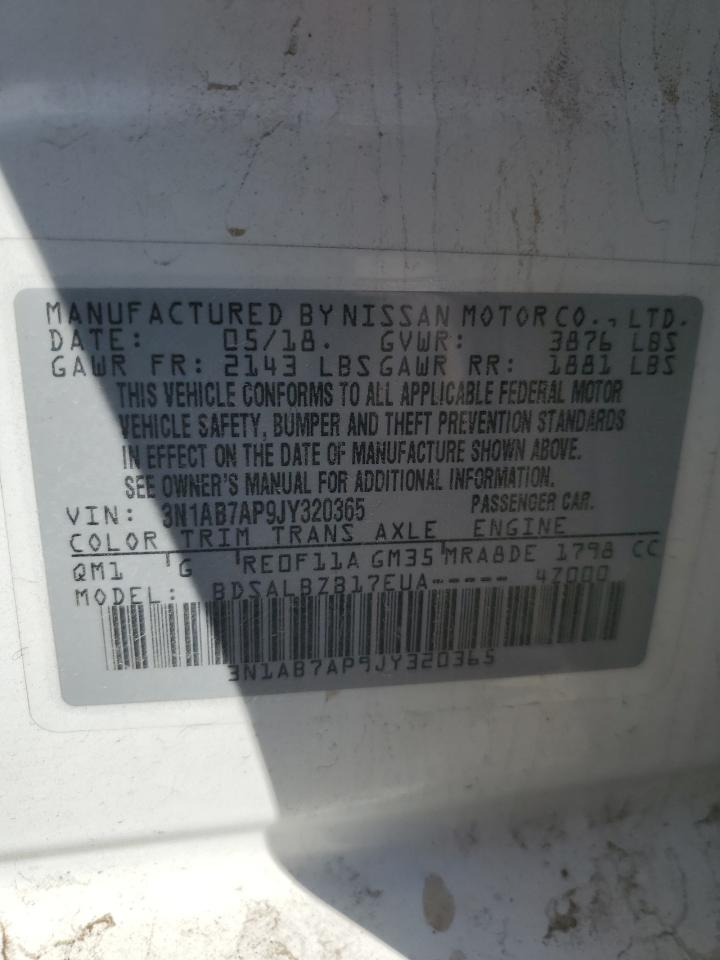 MANUFACTURED BY NISSAN MOTOR CO., LTD.
DATE: 05/18. GVWR: 3876 LBS
GAWR FR: 2143 LBS GAWR RR: 1881 LBS
THIS VEHICLE CONFORMS TO ALL APPLICABLE FEDERAL MOTOR
VEHICLE SAFETY, BUMPER AND THEFT PREVENTION STANDARDS
IN EFFECT ON THE DATE OF MANUFACTURE SHOWN ABOVE.
SEE OWNER'S MANUAL FOR ADDITIONAL INFORMATION.
VIN: 3N1AB7AP9JY320365 PASSENGER CAR.
COLOR TRIM TRANS AXLE ENGINE
QM1 G RE0F11A GM35 MRA8DE 1798 CC
MODEL: BDSALBZB17EUA----- 47000
3N1AB7AP9JY320365